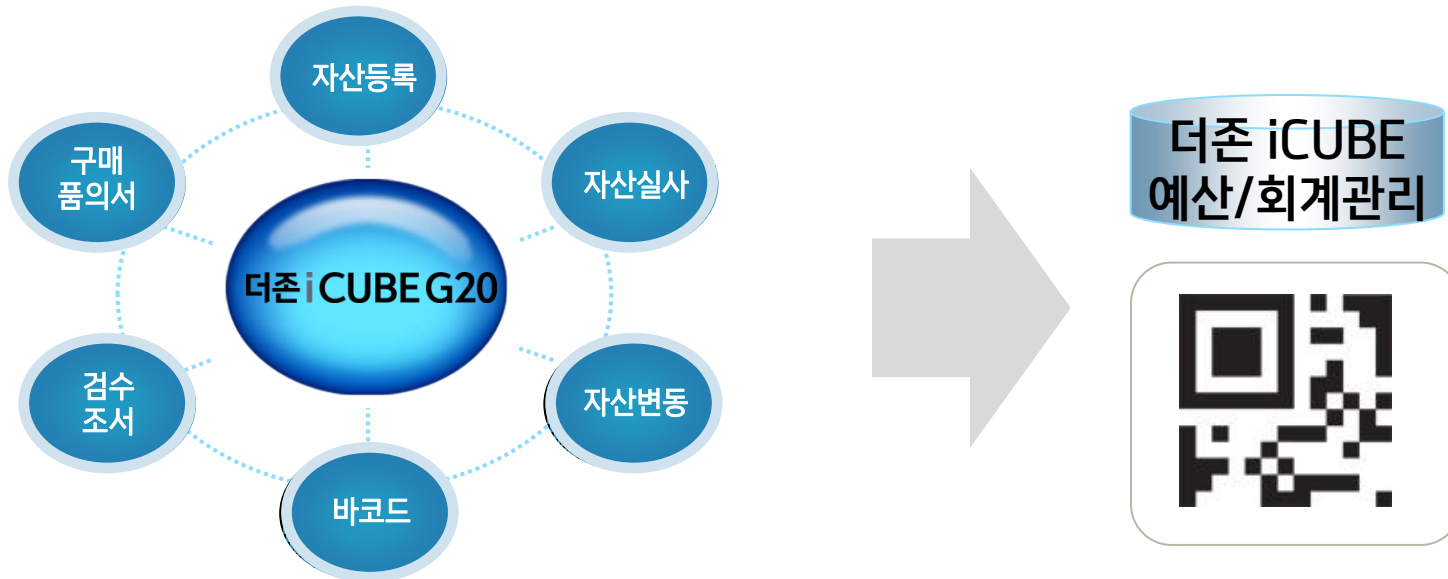 자산등록
구매
품의서
자산실사
더존 iCUBE G20
검수
조서
자산변동
바코드
더존 iCUBE
예산/회계관리